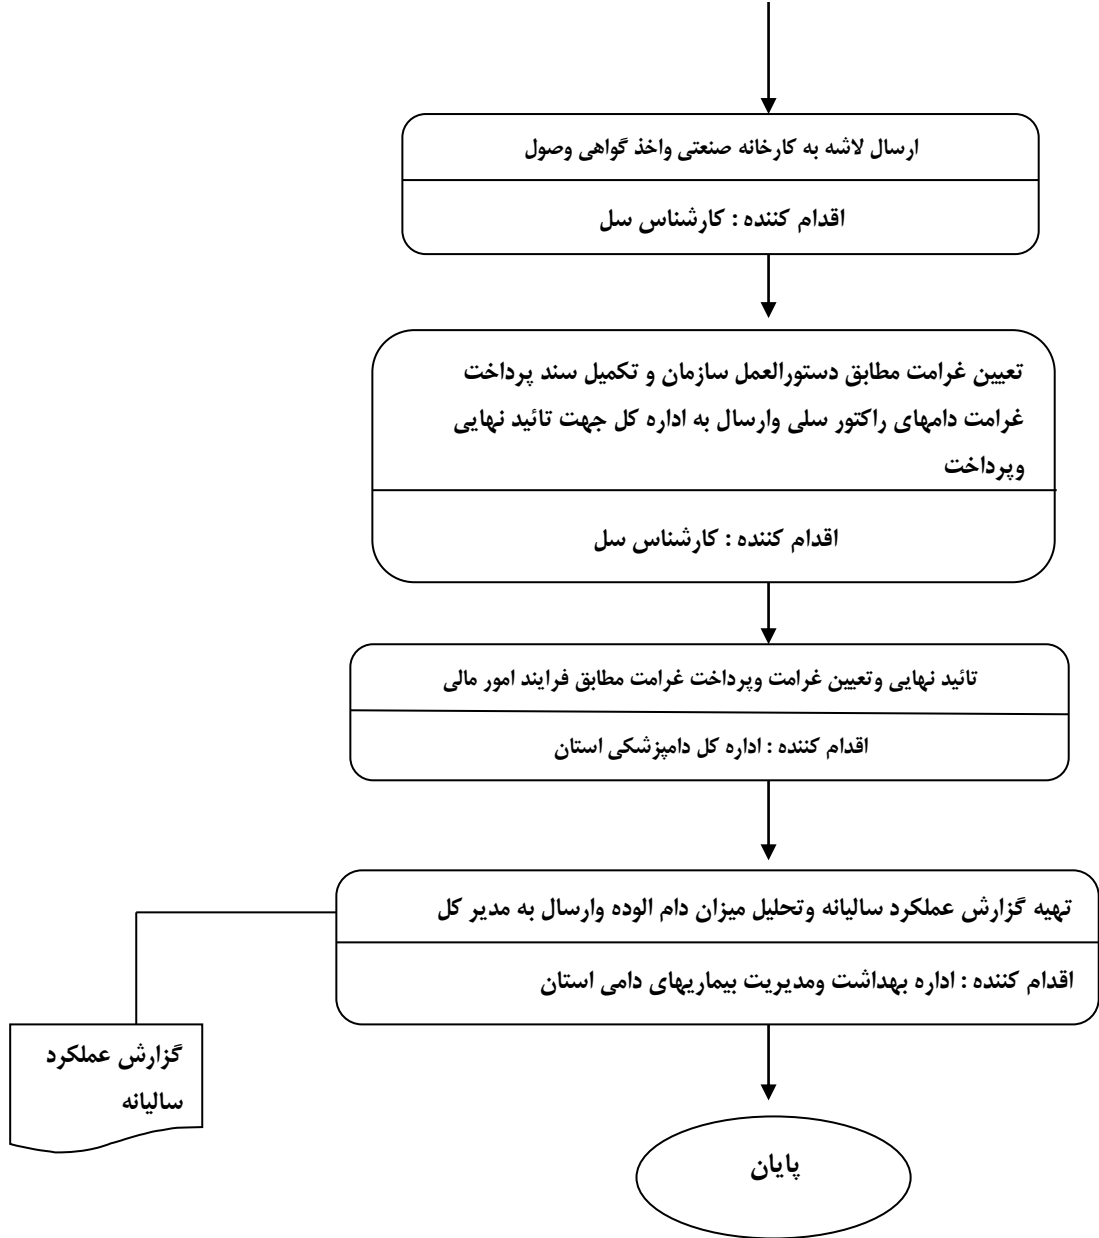 ارسال لاشه به کارخانه صنعتی واخذ گواهی وصول
اقدام کننده : کارشناس سل
تعیین غرامت مطابق دستورالعمل سازمان و تکمیل سند پرداخت
غرامت دامهای راکتور سلی وارسال به اداره کل جهت تائید نهایی
وپرداخت
اقدام کننده : کارشناس سل
تائید نهایی وتعیین غرامت وپرداخت غرامت مطابق فرایند امور مالی
اقدام کننده : اداره کل دامپزشکی استان
تهیه گزارش عملکرد سالیانه وتحلیل میزان دام الوده وارسال به مدیر کل
اقدام کننده : اداره بهداشت ومدیریت بیماریهای دامی استان
گزارش عملکرد
سالیانه
پایان